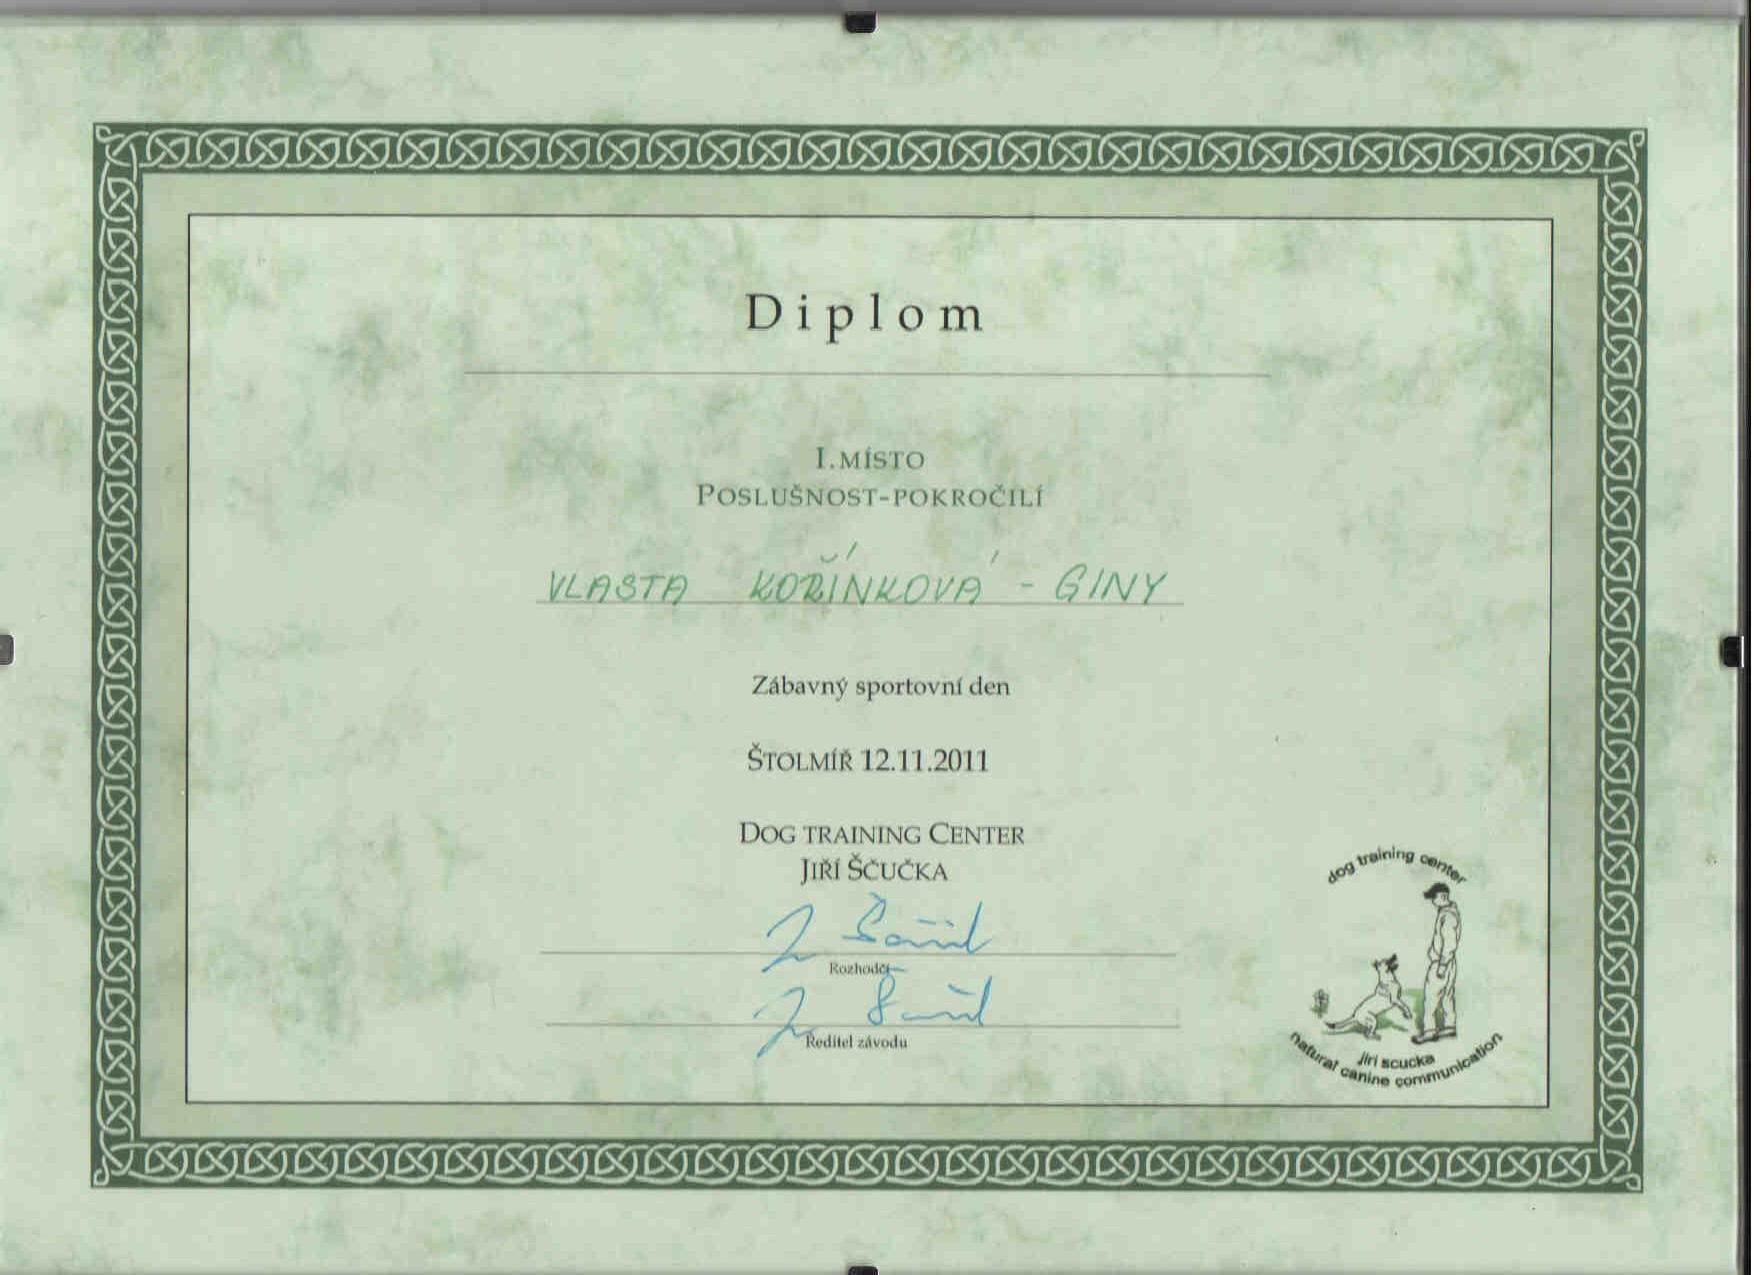 Diplom
I.MÍSTO
POSLUŠNOST-POKROČILÍ
VLASTA KOŘÍNKOVÁ - GINY
Zábavný sportovní den
ŠTOLMÍŘ 12.11.2011
DOG TRAINING CENTER
JIŘÍ ŠČUČKA
Rozhodčí
Ředitel závodu
dog training center
jiri scucka
natural canine communication